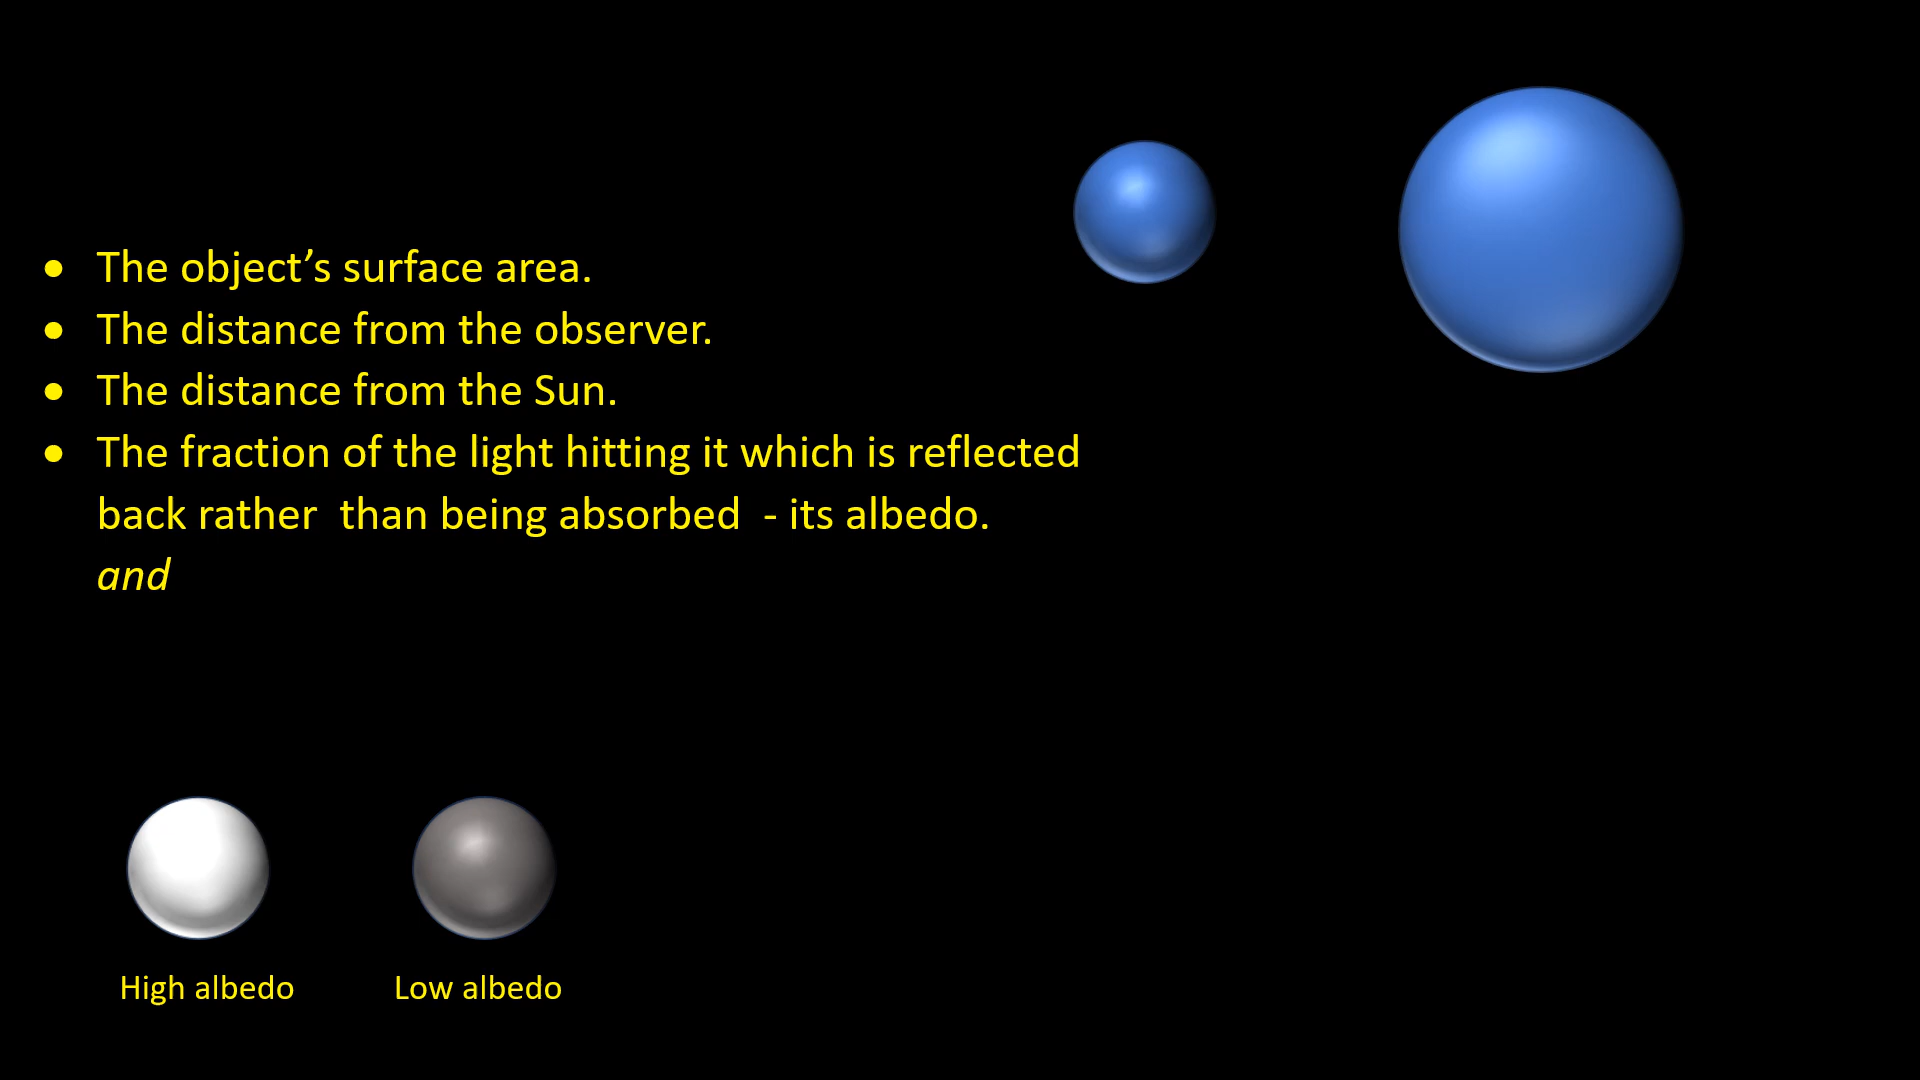 • The object’s surface area.
• The distance from the observer.
• The distance from the Sun.
• The fraction of the light hitting it which is reflected
back rather  than being absorbed  - its albedo.
and
High albedo
Low albedo